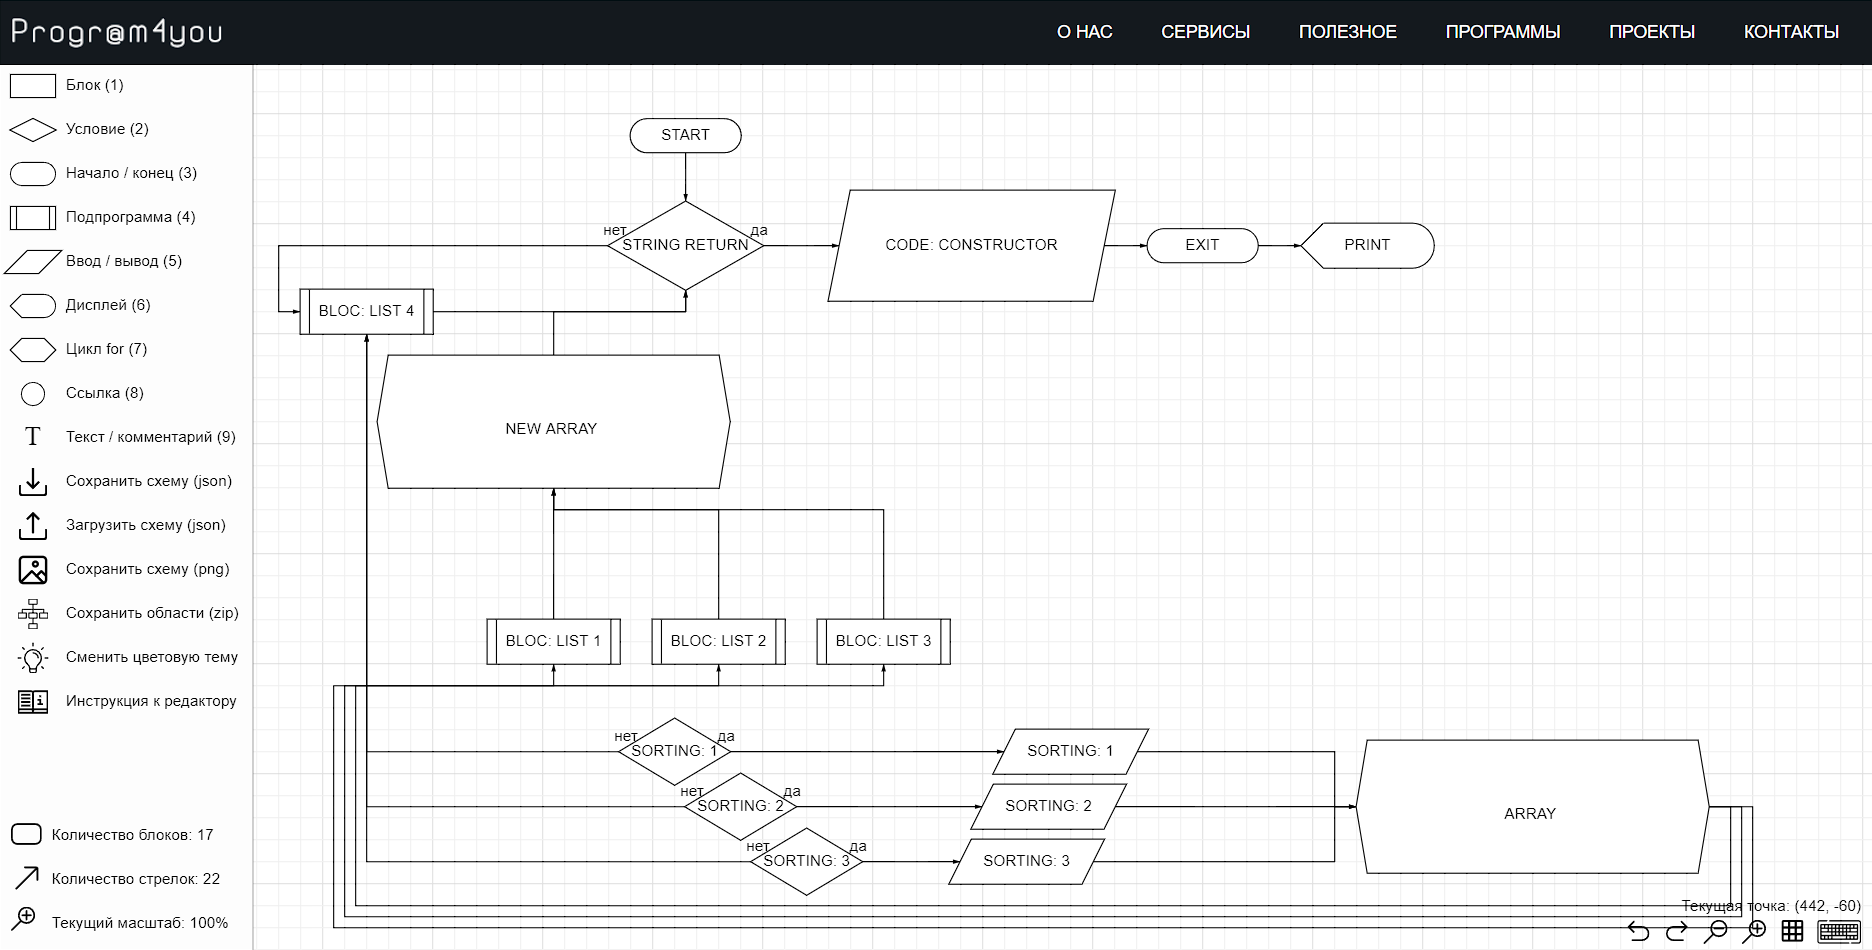 Progr@m4you
О НАС
СЕРВИСЫ
ПОЛЕЗНОЕ
ПРОГРАММЫ
ПРОЕКТЫ
КОНТАКТЫ
Блок (1)
Условие (2)
Начало / конец (3)
Подпрограмма (4)
Ввод / вывод (5)
Дисплей (6)
Цикл for (7)
Ссылка (8)
T
Текст / комментарий (9)
Сохранить схему (json)
Загрузить схему (json)
Сохранить схему (png)
Сохранить области (zip)
Сменить цветовую тему
Инструкция к редактору
Количество блоков: 17
Количество стрелок: 22
Текущий масштаб: 100%
START
нет
STRING RETURN
да
CODE: CONSTRUCTOR
EXIT
PRINT
BLOC: LIST 4
NEW ARRAY
BLOC: LIST 1
BLOC: LIST 2
BLOC: LIST 3
нет
SORTING: 1
да
SORTING: 1
нет
SORTING: 2
да
SORTING: 2
нет
SORTING: 3
да
SORTING: 3
ARRAY
Текущая точка: (442, -60)